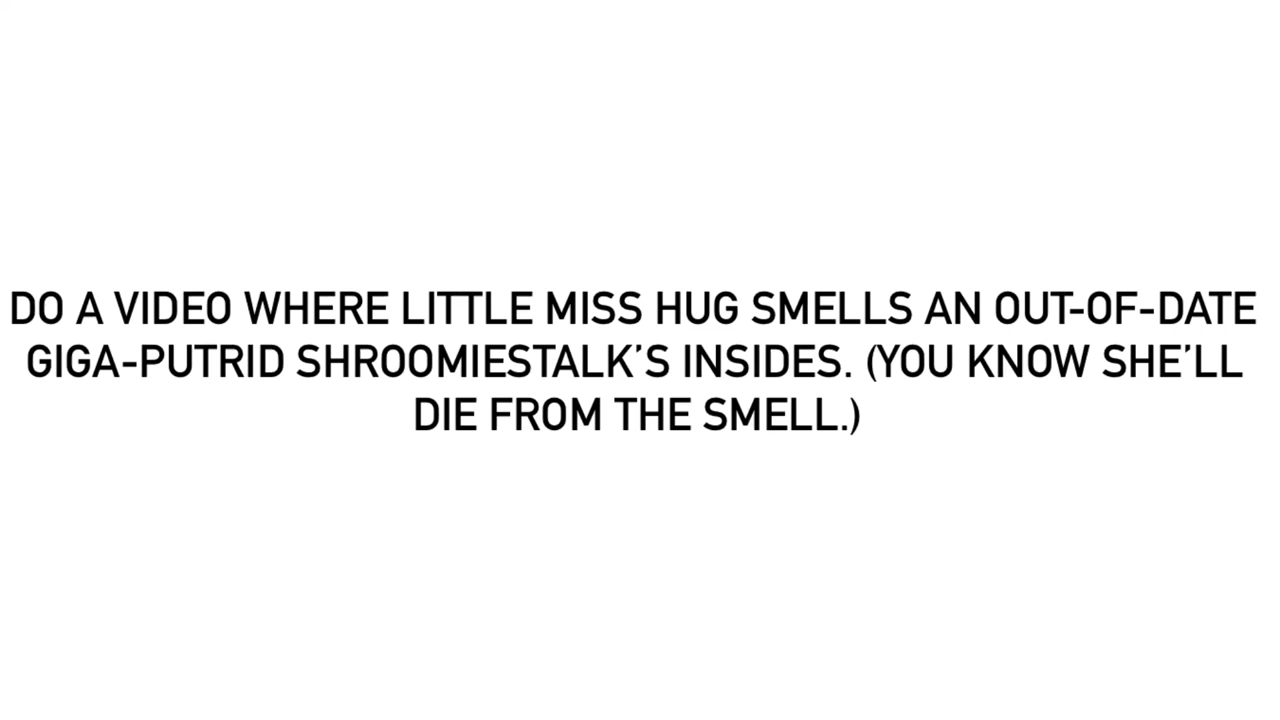 DO A VIDEO WHERE LITTLE MISS HUG SMELLS AN OUT-OF-DATE
GIGA-PUTRID SHROOMIESTALK’S INSIDES. (YOU KNOW SHE’LL
DIE FROM THE SMELL.)